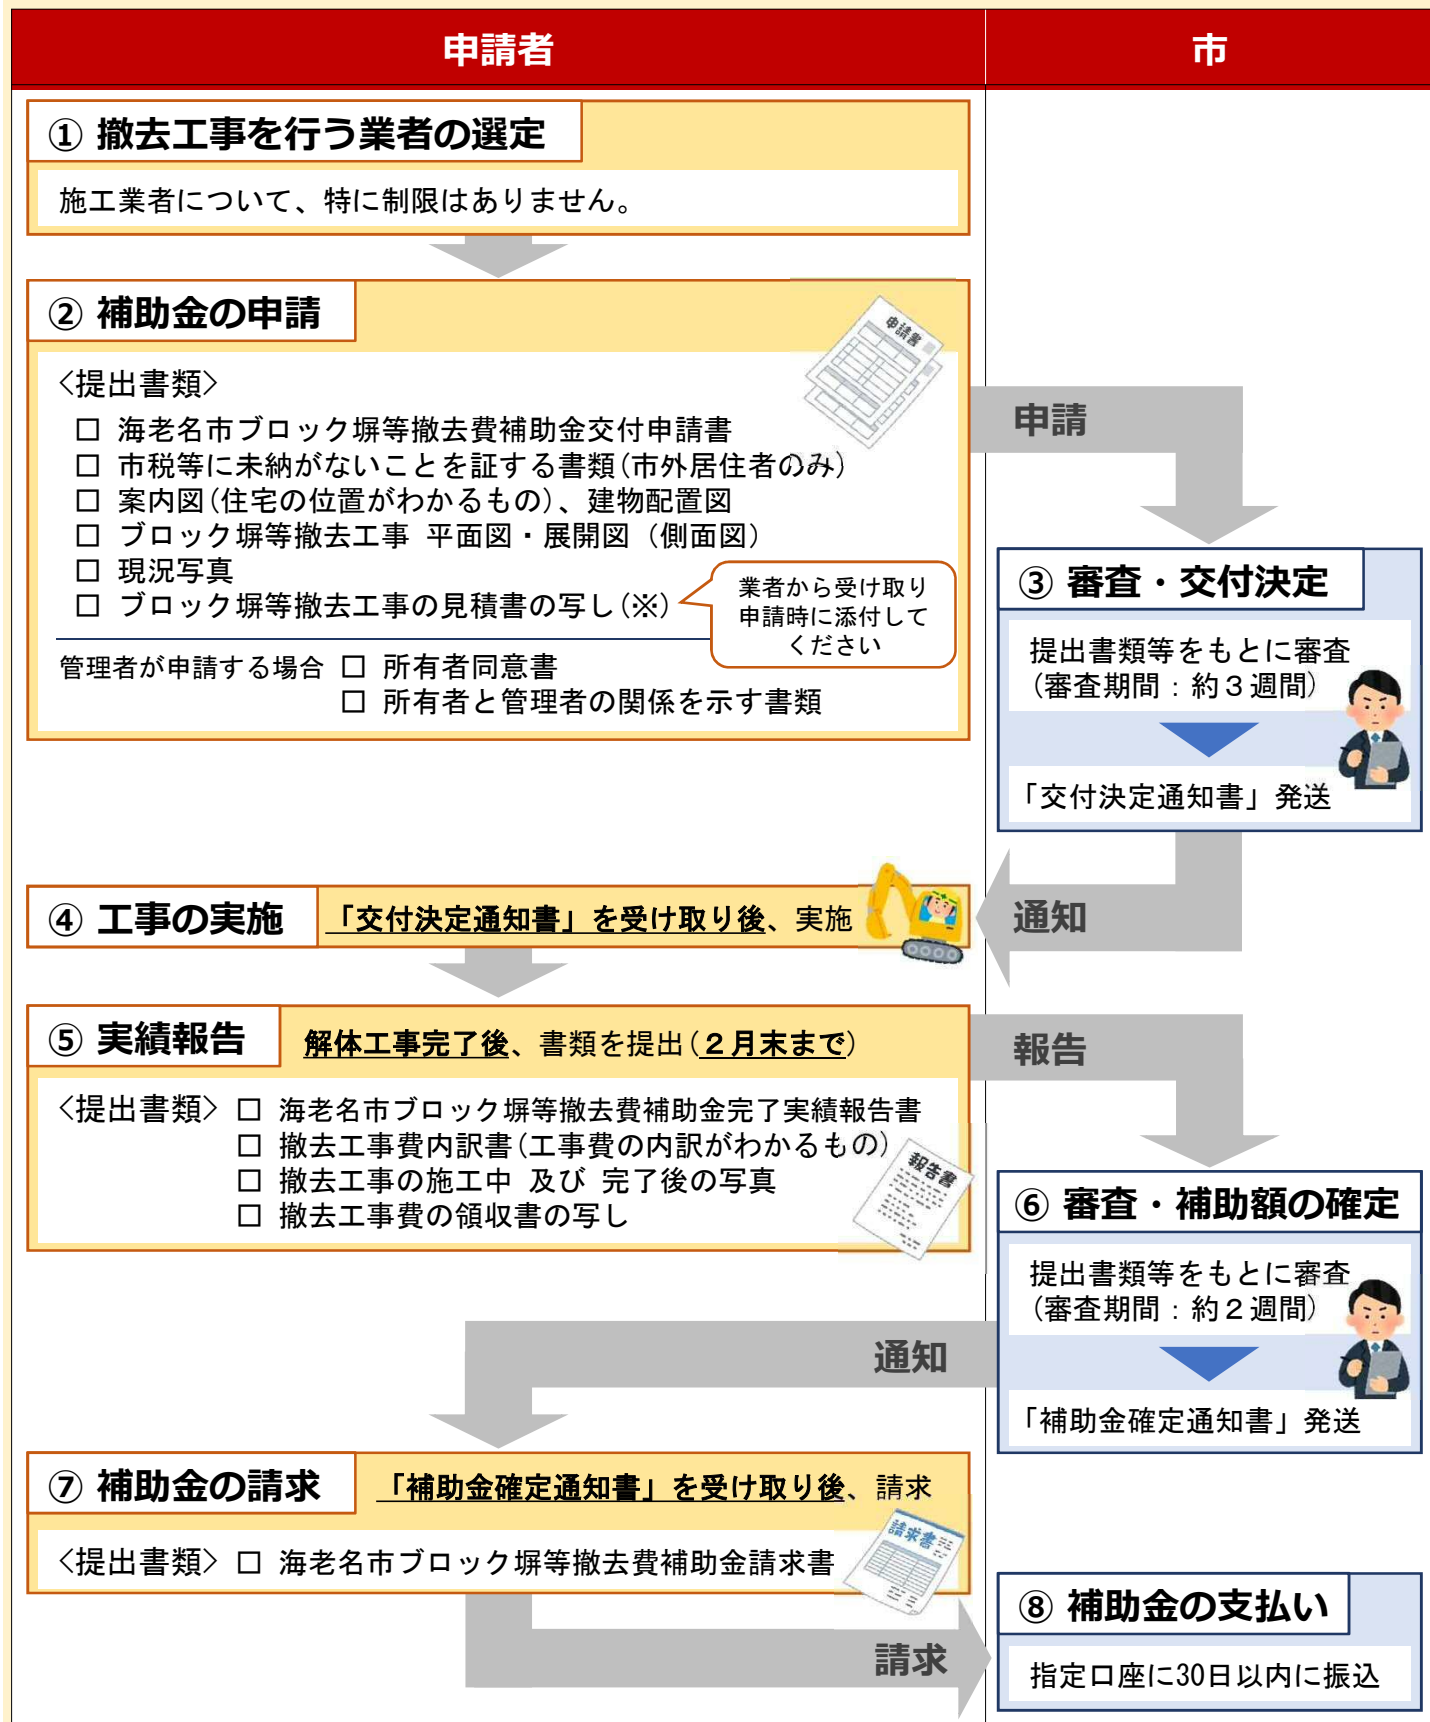 申請者
市
① 撤去工事を行う業者の選定
施工業者について、特に制限はありません。
② 補助金の申請
申請書
<提出書類>
□ 海老名市ブロック塀等撤去費補助金交付申請書
□ 市税等に未納がないことを証する書類(市外居住者のみ)
□ 案内図(住宅の位置がわかるもの)、建物配置図
□ ブロック塀等撤去工事 平面図・展開図（側面図）
□ 現況写真
□ ブロック塀等撤去工事の見積書の写し(※)
業者から受け取り
申請時に添付して
ください
管理者が申請する場合 □ 所有者同意書
□ 所有者と管理者の関係を示す書類
申請
③ 審査・交付決定
提出書類等をもとに審査
(審査期間：約３週間)
「交付決定通知書」発送
通知
④ 工事の実施
「交付決定通知書」を受け取り後、実施
⑤ 実績報告
解体工事完了後、書類を提出(２月末まで)
<提出書類> □ 海老名市ブロック塀等撤去費補助金完了実績報告書
□ 撤去工事費内訳書(工事費の内訳がわかるもの)
□ 撤去工事の施工中 及び 完了後の写真
□ 撤去工事費の領収書の写し
報告書
報告
⑥ 審査・補助額の確定
提出書類等をもとに審査
(審査期間：約２週間)
「補助金確定通知書」発送
通知
⑦ 補助金の請求
「補助金確定通知書」を受け取り後、請求
<提出書類> □ 海老名市ブロック塀等撤去費補助金請求書
請求書
請求
⑧ 補助金の支払い
指定口座に30日以内に振込